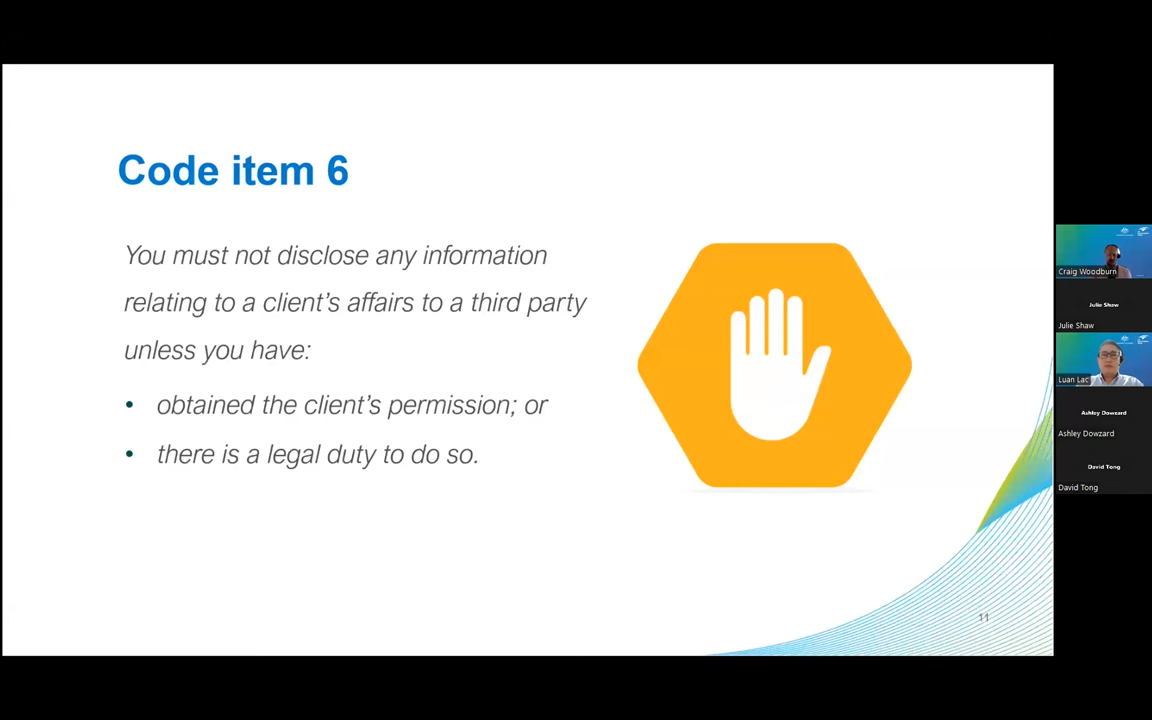 Code item 6
You must not disclose any information
relating to a client's affairs to a third party
unless you have:
• obtained the client's permission; or
• there is a legal duty to do so.
11
Craig Woodburn
Julie Shaw
Julie Shaw
Luan Lac
Ashley Dowzard
Ashley Dowzard
David Tong
David Tong